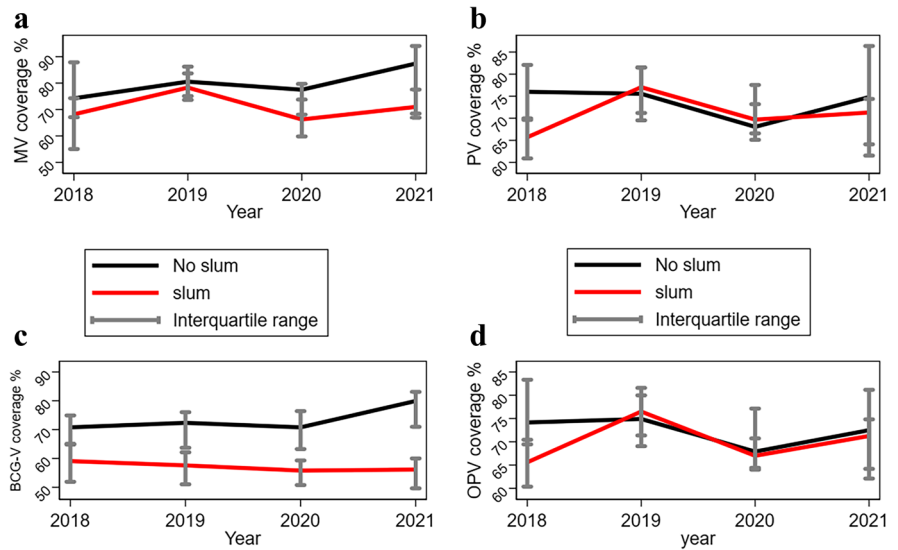 a
MV coverage %
90
80
70
60
50
2018 2019 2020 2021
Year
b
PV coverage %
85
80
75
70
65
60
2018 2019 2020 2021
Year
No slum
slum
Interquartile range
No slum
slum
Interquartile range
c
BCG-V coverage %
90
80
70
60
50
2018 2019 2020 2021
Year
d
OPV coverage %
85
80
75
70
65
60
2018 2019 2020 2021
year